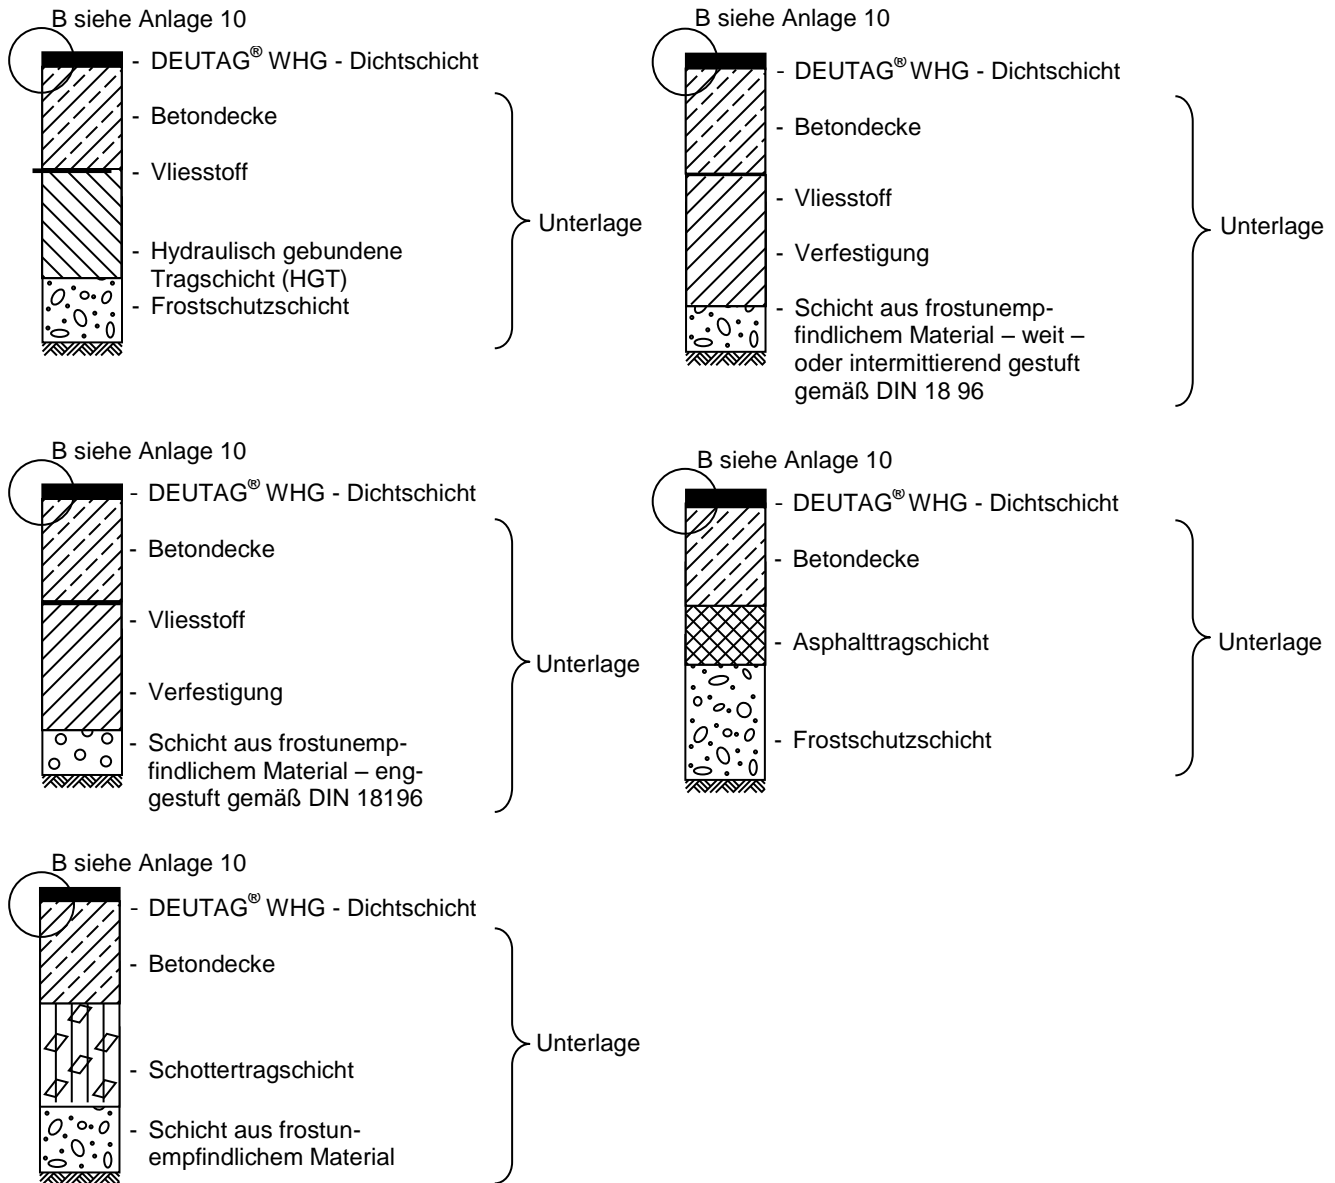 B siehe Anlage 10
- DEUTAG® WHG - Dichtschicht
- Betondecke
- Vliesstoff
- Hydraulisch gebundene
Tragschicht (HGT)
- Frostschutzschicht
Unterlage
B siehe Anlage 10
- DEUTAG® WHG - Dichtschicht
- Betondecke
- Vliesstoff
- Verfestigung
- Schicht aus frostunemp-
findlichem Material – weit –
oder intermittierend gestuft
gemäß DIN 18 96
Unterlage
B siehe Anlage 10
- DEUTAG® WHG - Dichtschicht
- Betondecke
- Vliesstoff
- Verfestigung
- Schicht aus frostunemp-
findlichem Material – eng-
gestuft gemäß DIN 18196
Unterlage
B siehe Anlage 10
- DEUTAG® WHG - Dichtschicht
- Betondecke
- Asphalttragschicht
- Frostschutzschicht
Unterlage
B siehe Anlage 10
- DEUTAG® WHG - Dichtschicht
- Betondecke
- Schottertragschicht
- Schicht aus frostun-
empfindlichem Material
Unterlage